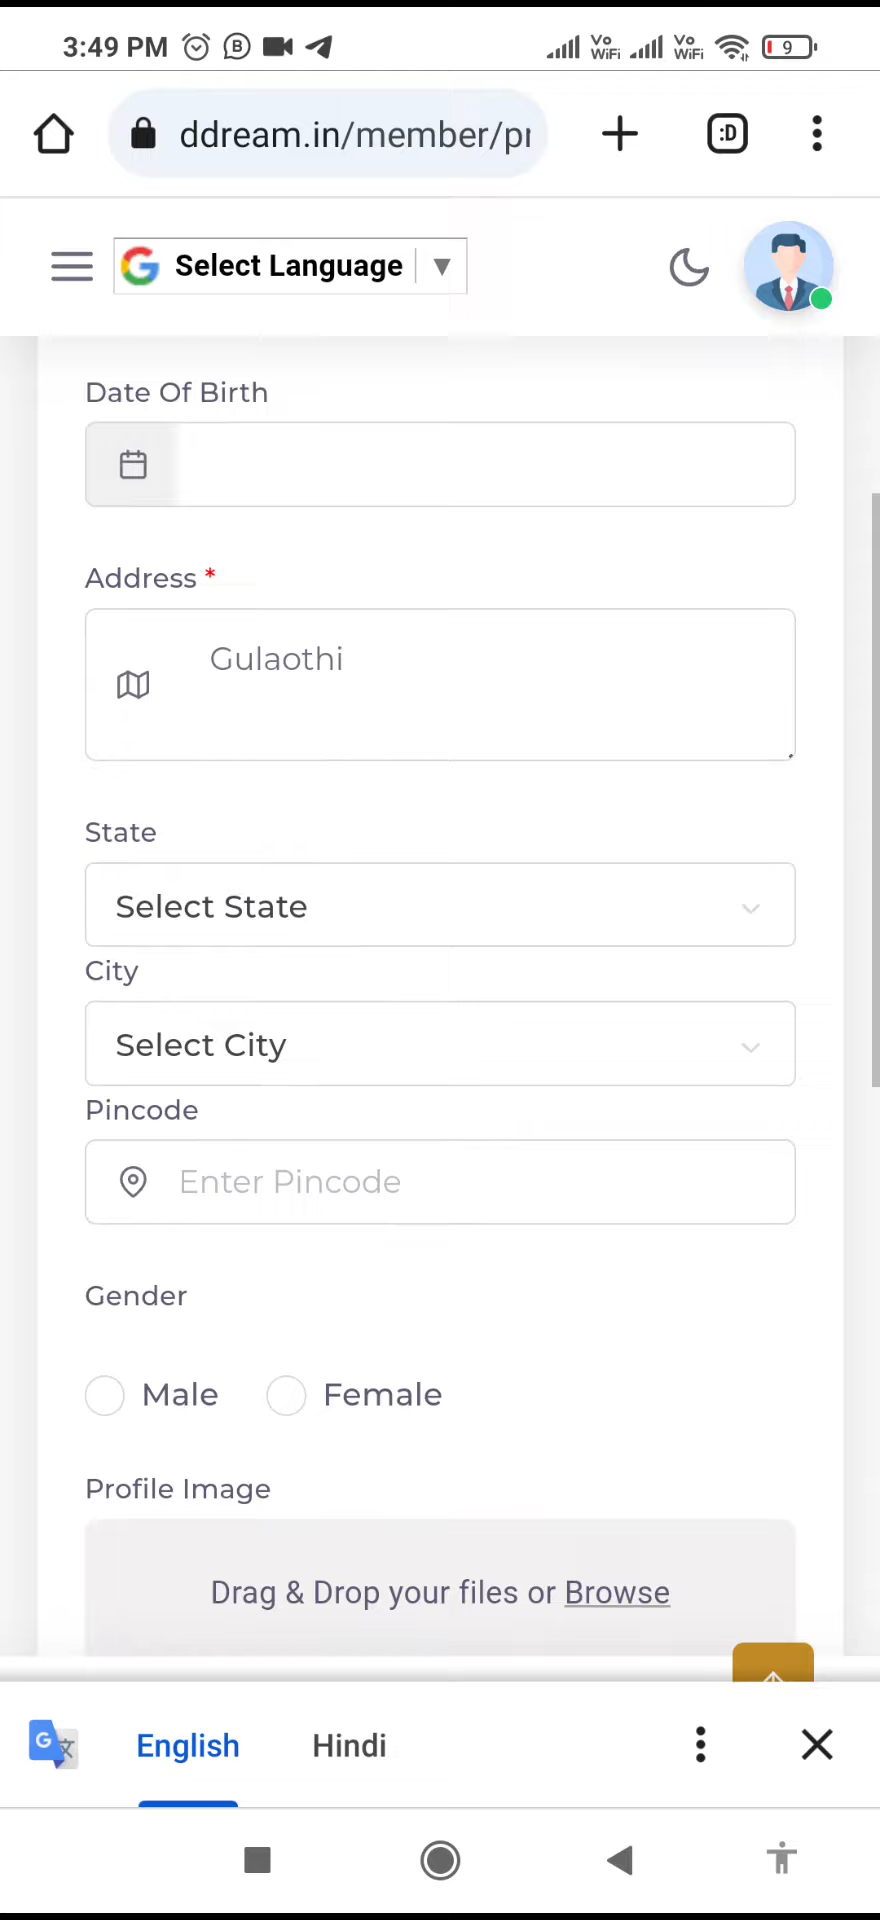 3:49 PM B Vo WiFi Vo WiFi 9
ddream.in/member/pr :D
G Select Language ▼
Date Of Birth
Address *
Gulaothi
State
Select State
City
Select City
Pincode
Enter Pincode
Gender
Male Female
Profile Image
Drag & Drop your files or Browse
G 文 English Hindi